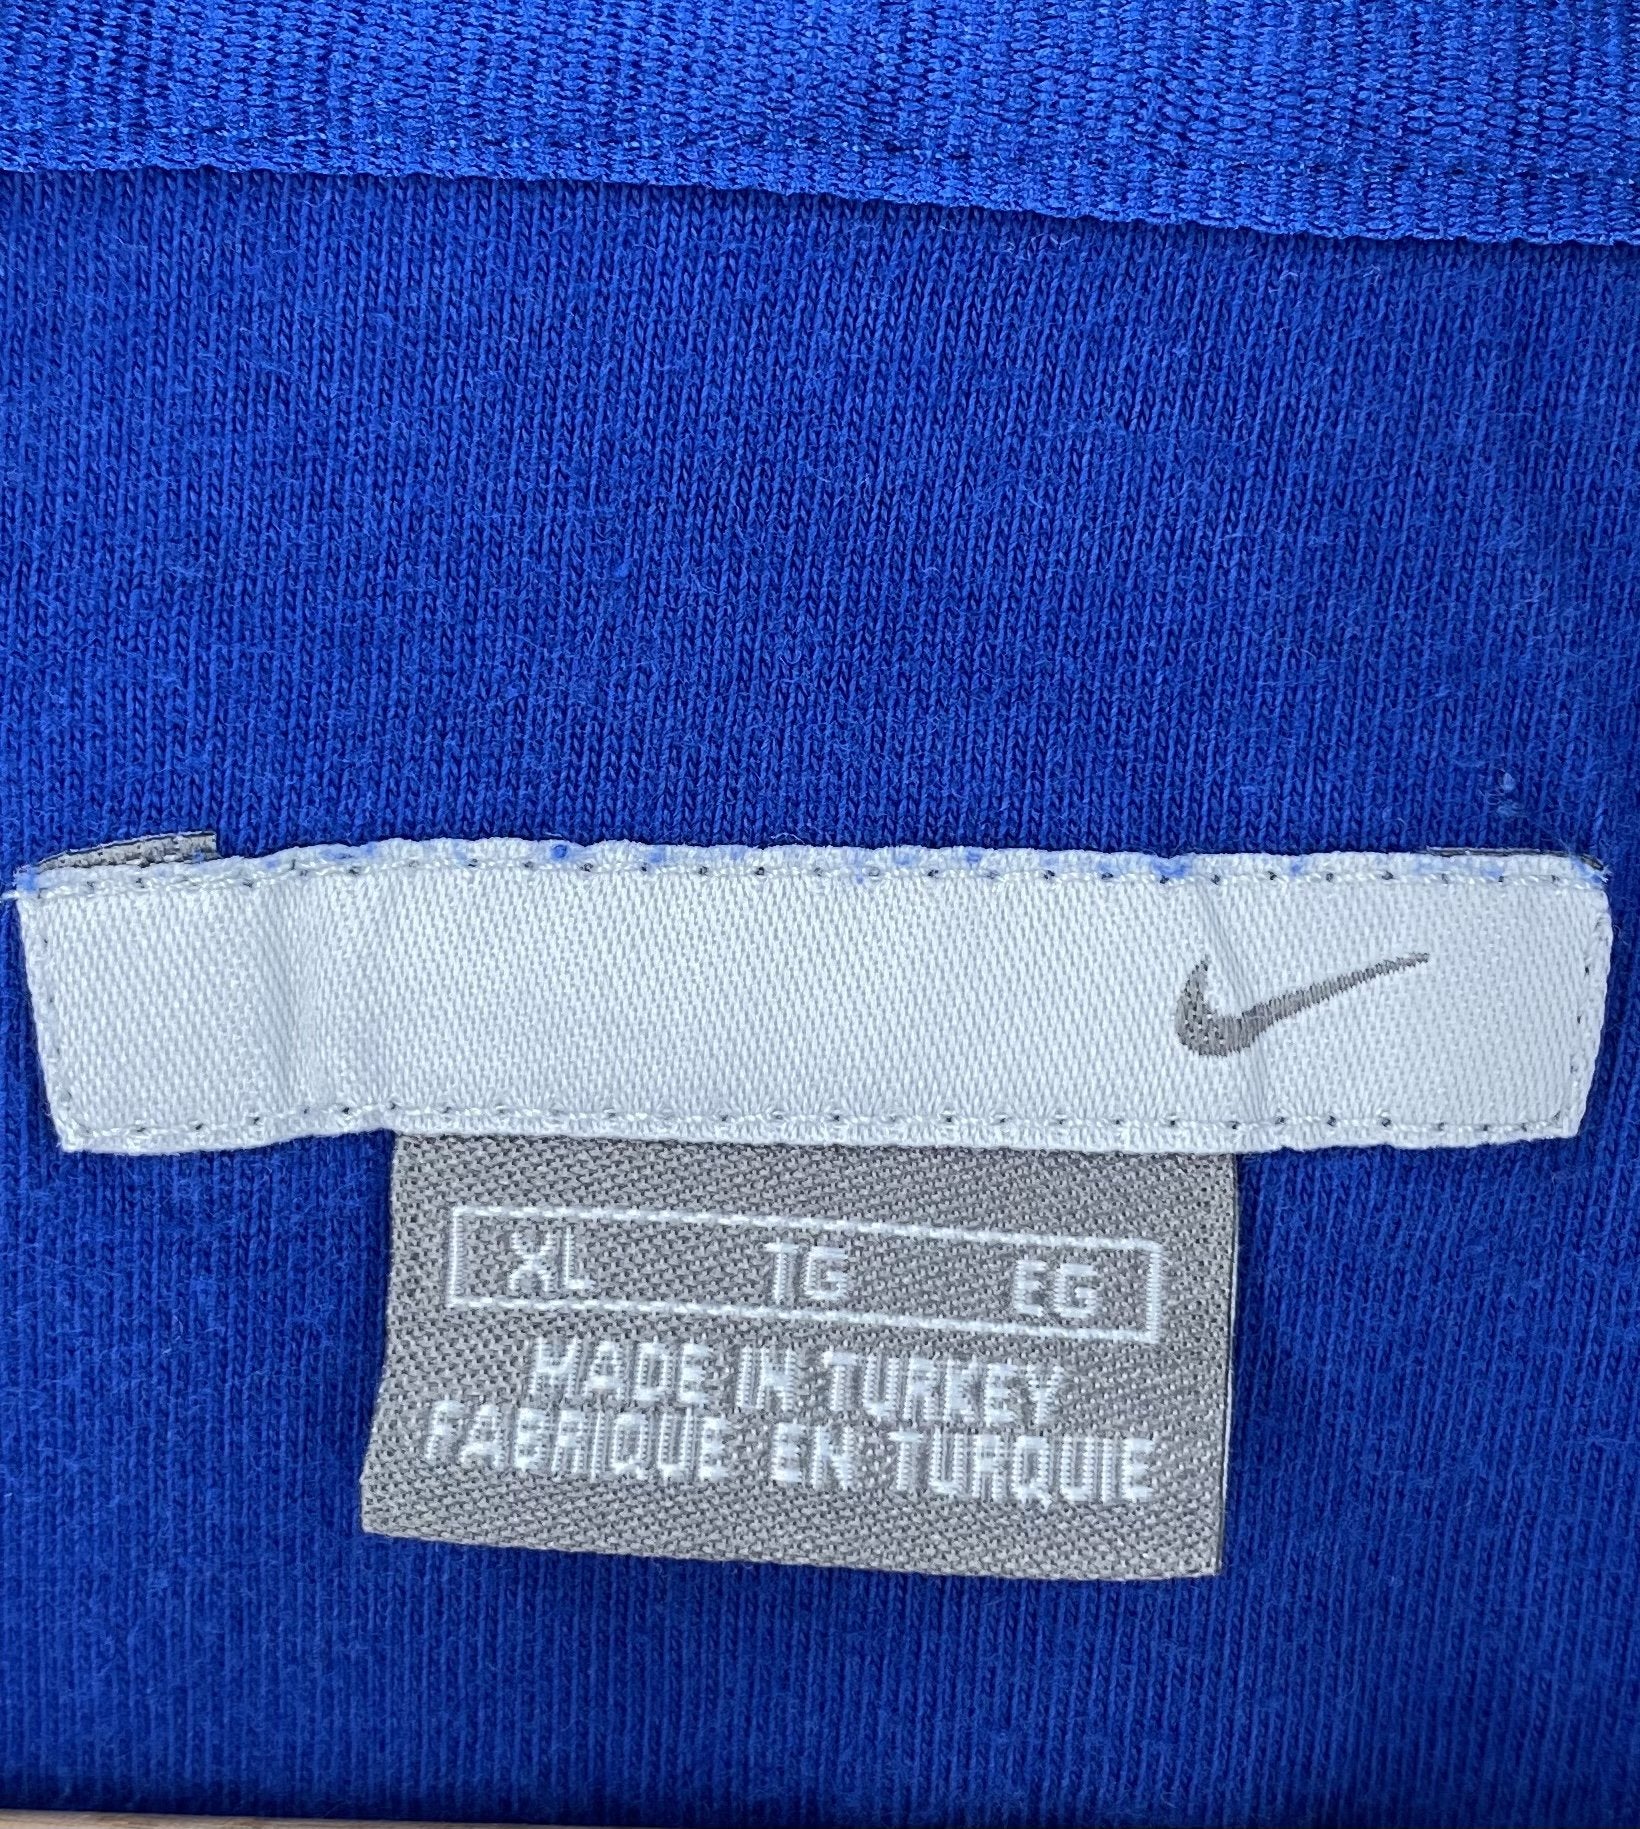 XL TG EG
MADE IN TURKEY
FABRIQUE EN TURQUIE